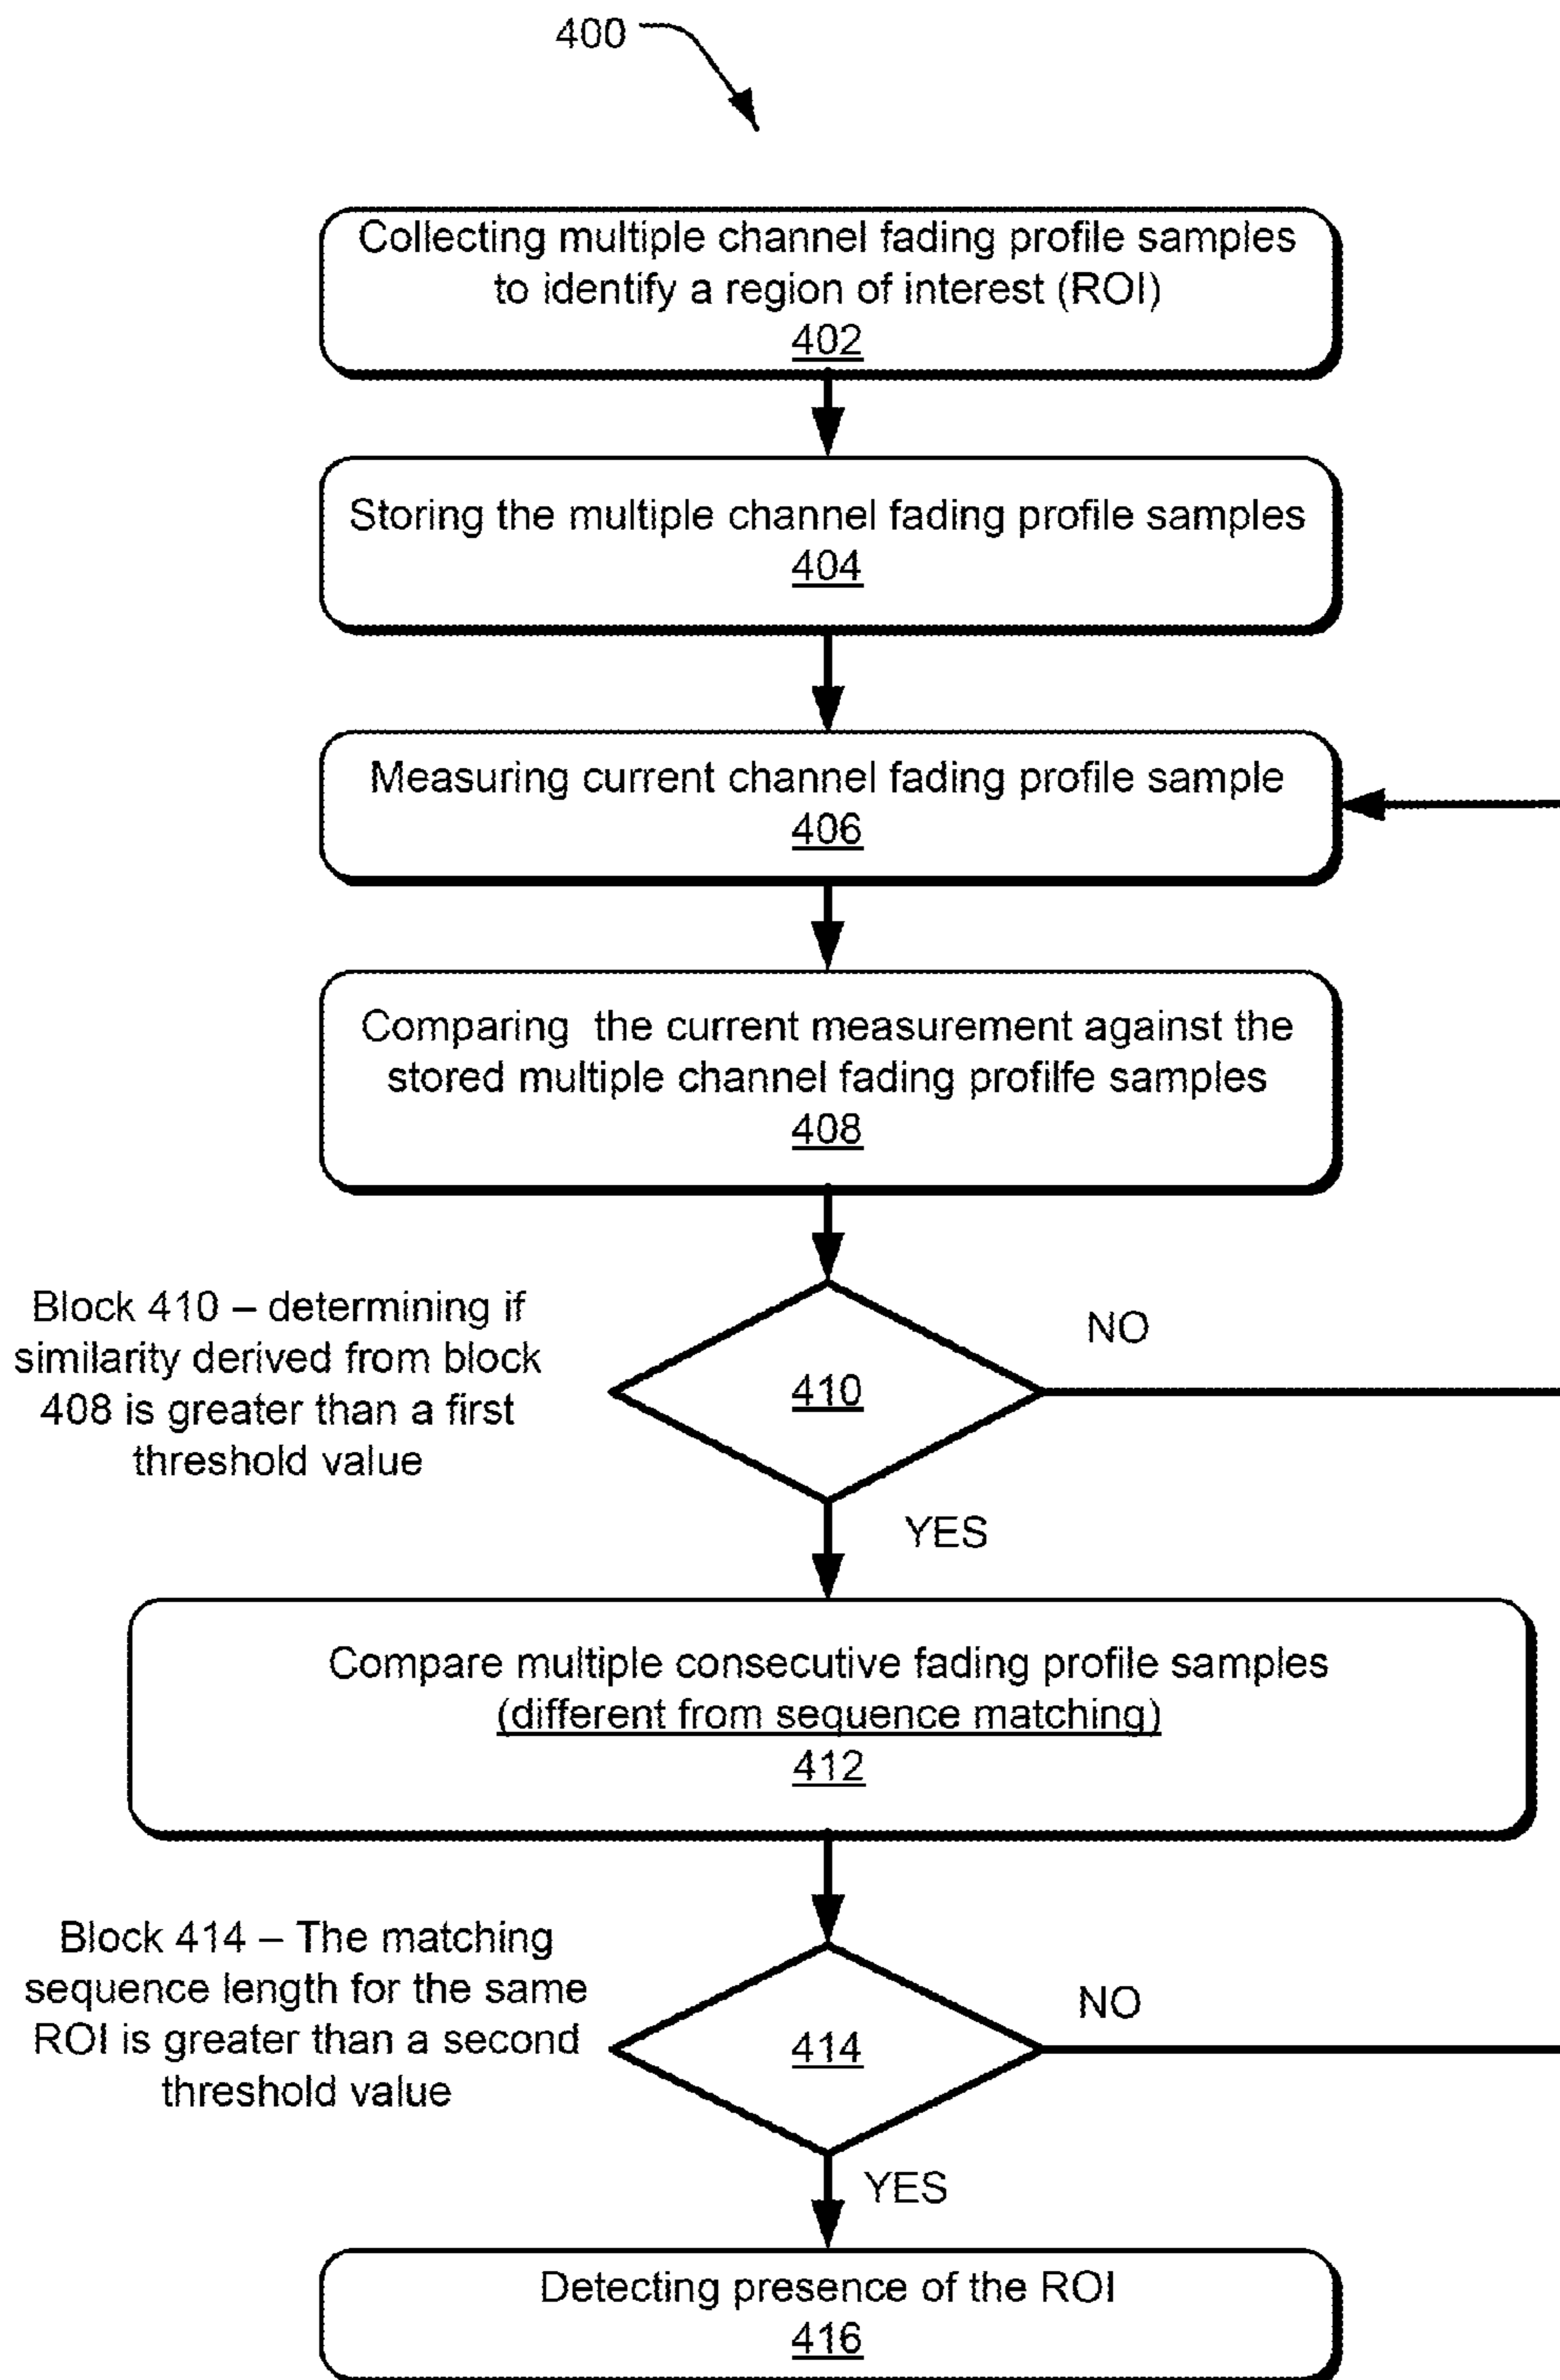 400
Collecting multiple channel fading profile samples
to identify a region of interest (ROI)
402
Storing the multiple channel fading profile samples
404
Measuring current channel fading profile sample
406
Comparing the current measurement against the
stored multiple channel fading profilfe samples
408
Block 410 – determining if
similarity derived from block
408 is greater than a first
threshold value
410
NO
YES
Compare multiple consecutive fading profile samples
(different from sequence matching)
412
Block 414 – The matching
sequence length for the same
ROI is greater than a second
threshold value
414
NO
YES
Detecting presence of the ROI
416